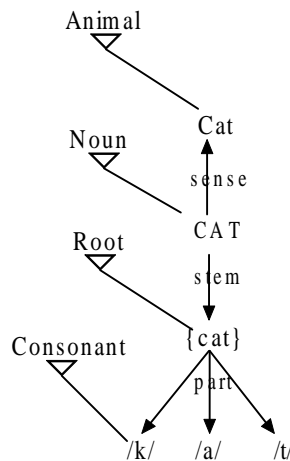 Animal
Cat
Noun
sense
CAT
Root
stem
{cat}
Consonant
part
/k/ /a/ /t/